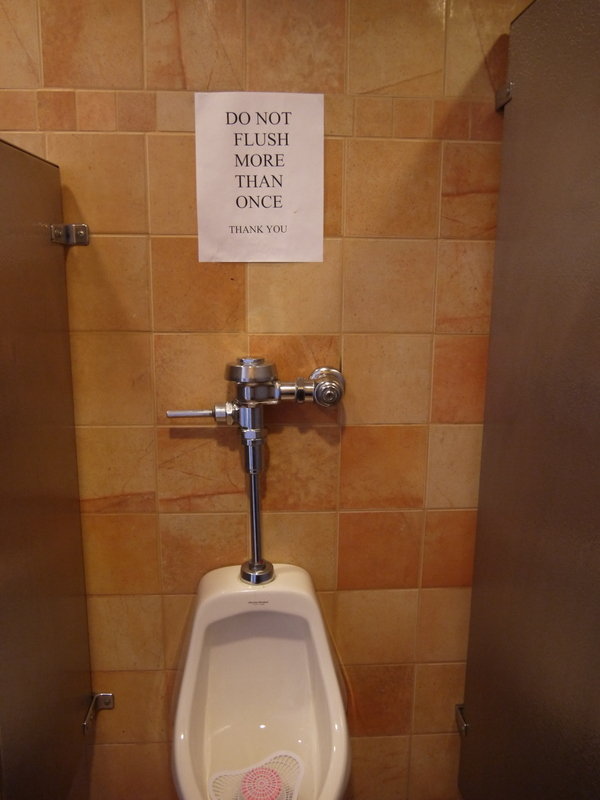 DO NOT
FLUSH
MORE
THAN
ONCE
THANK YOU